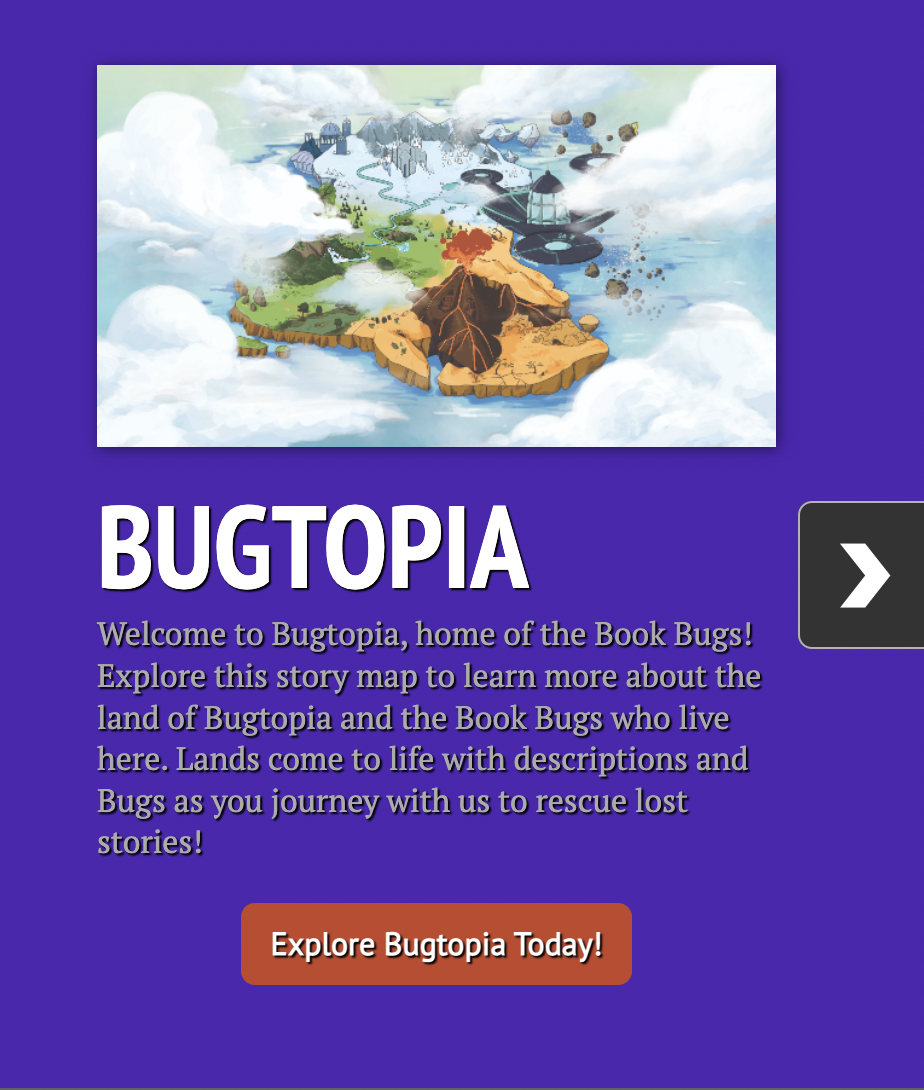 BUGTOPIA
Welcome to Bugtopia, home of the Book Bugs!
Explore this story map to learn more about the
land of Bugtopia and the Book Bugs who live
here. Lands come to life with descriptions and
Bugs as you journey with us to rescue lost
stories!
Explore Bugtopia Today!